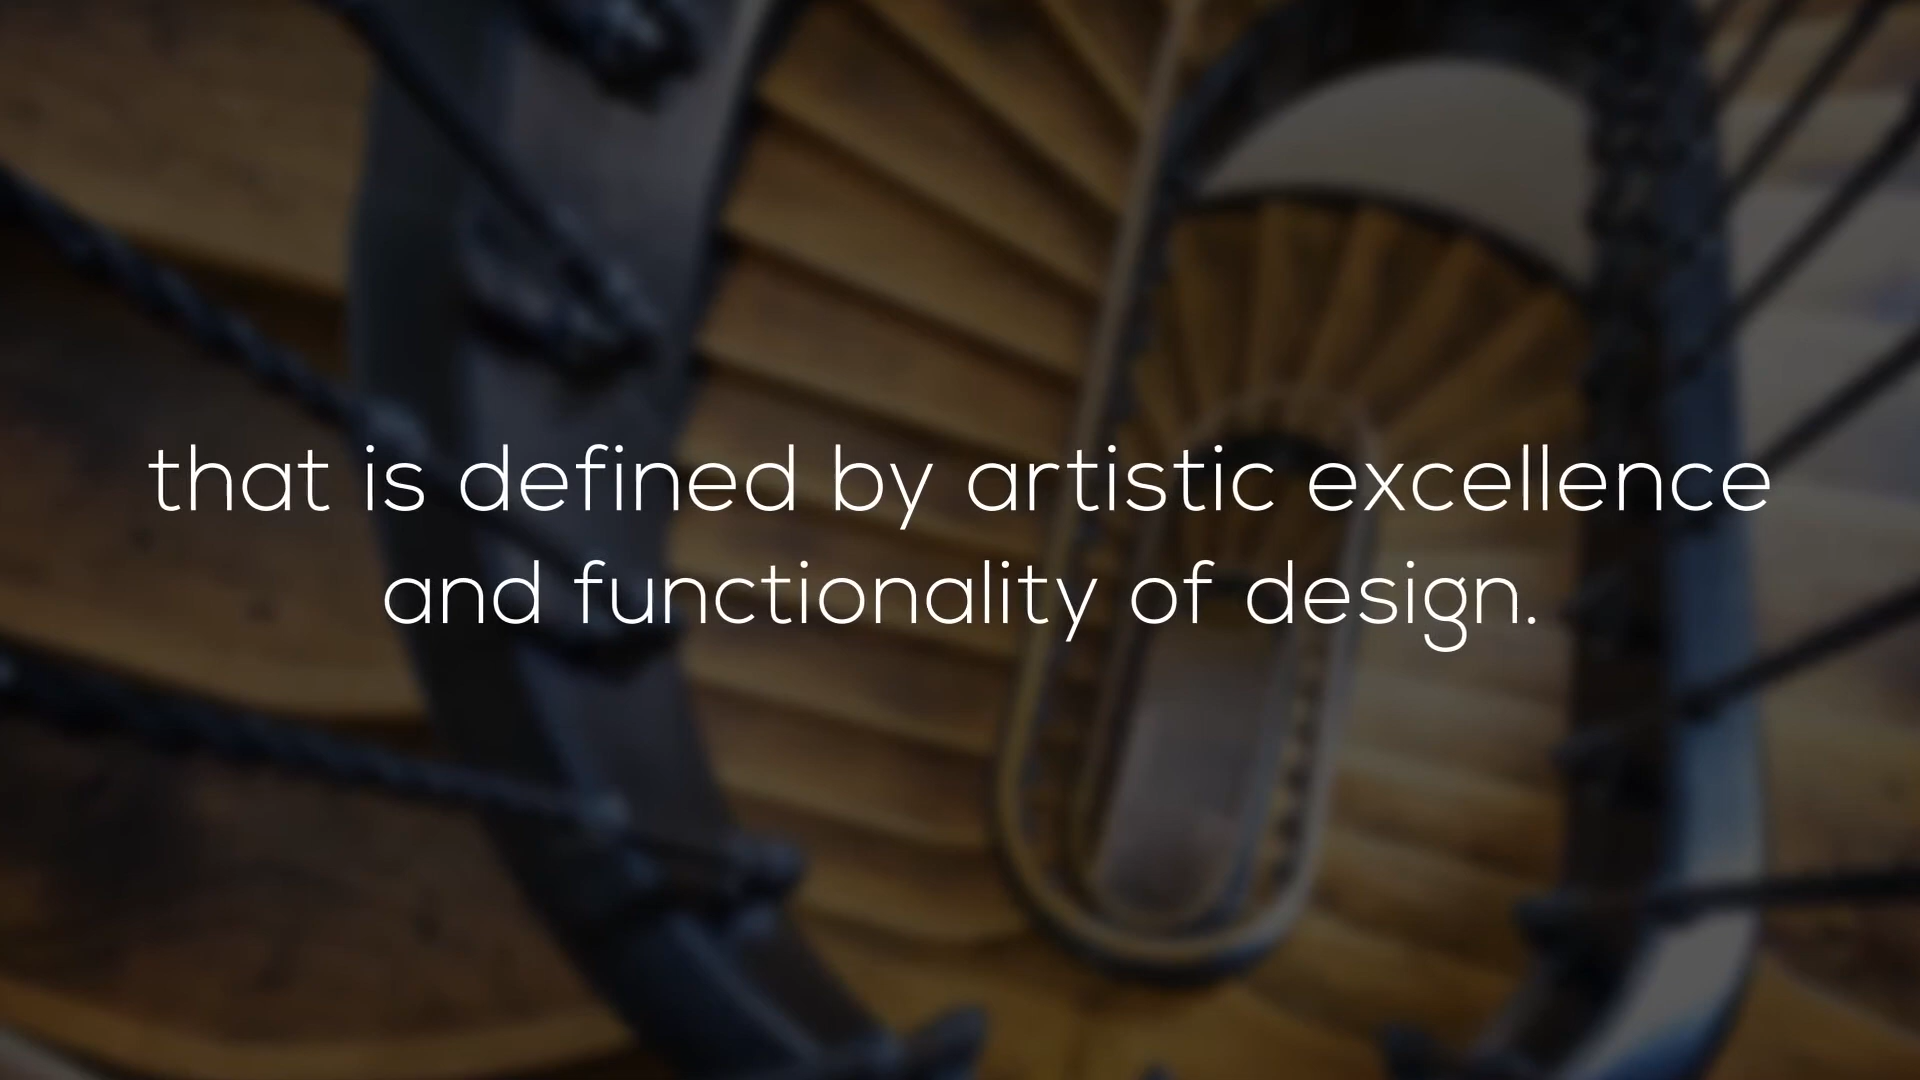 that is defined by artistic excellence
and functionality of design.